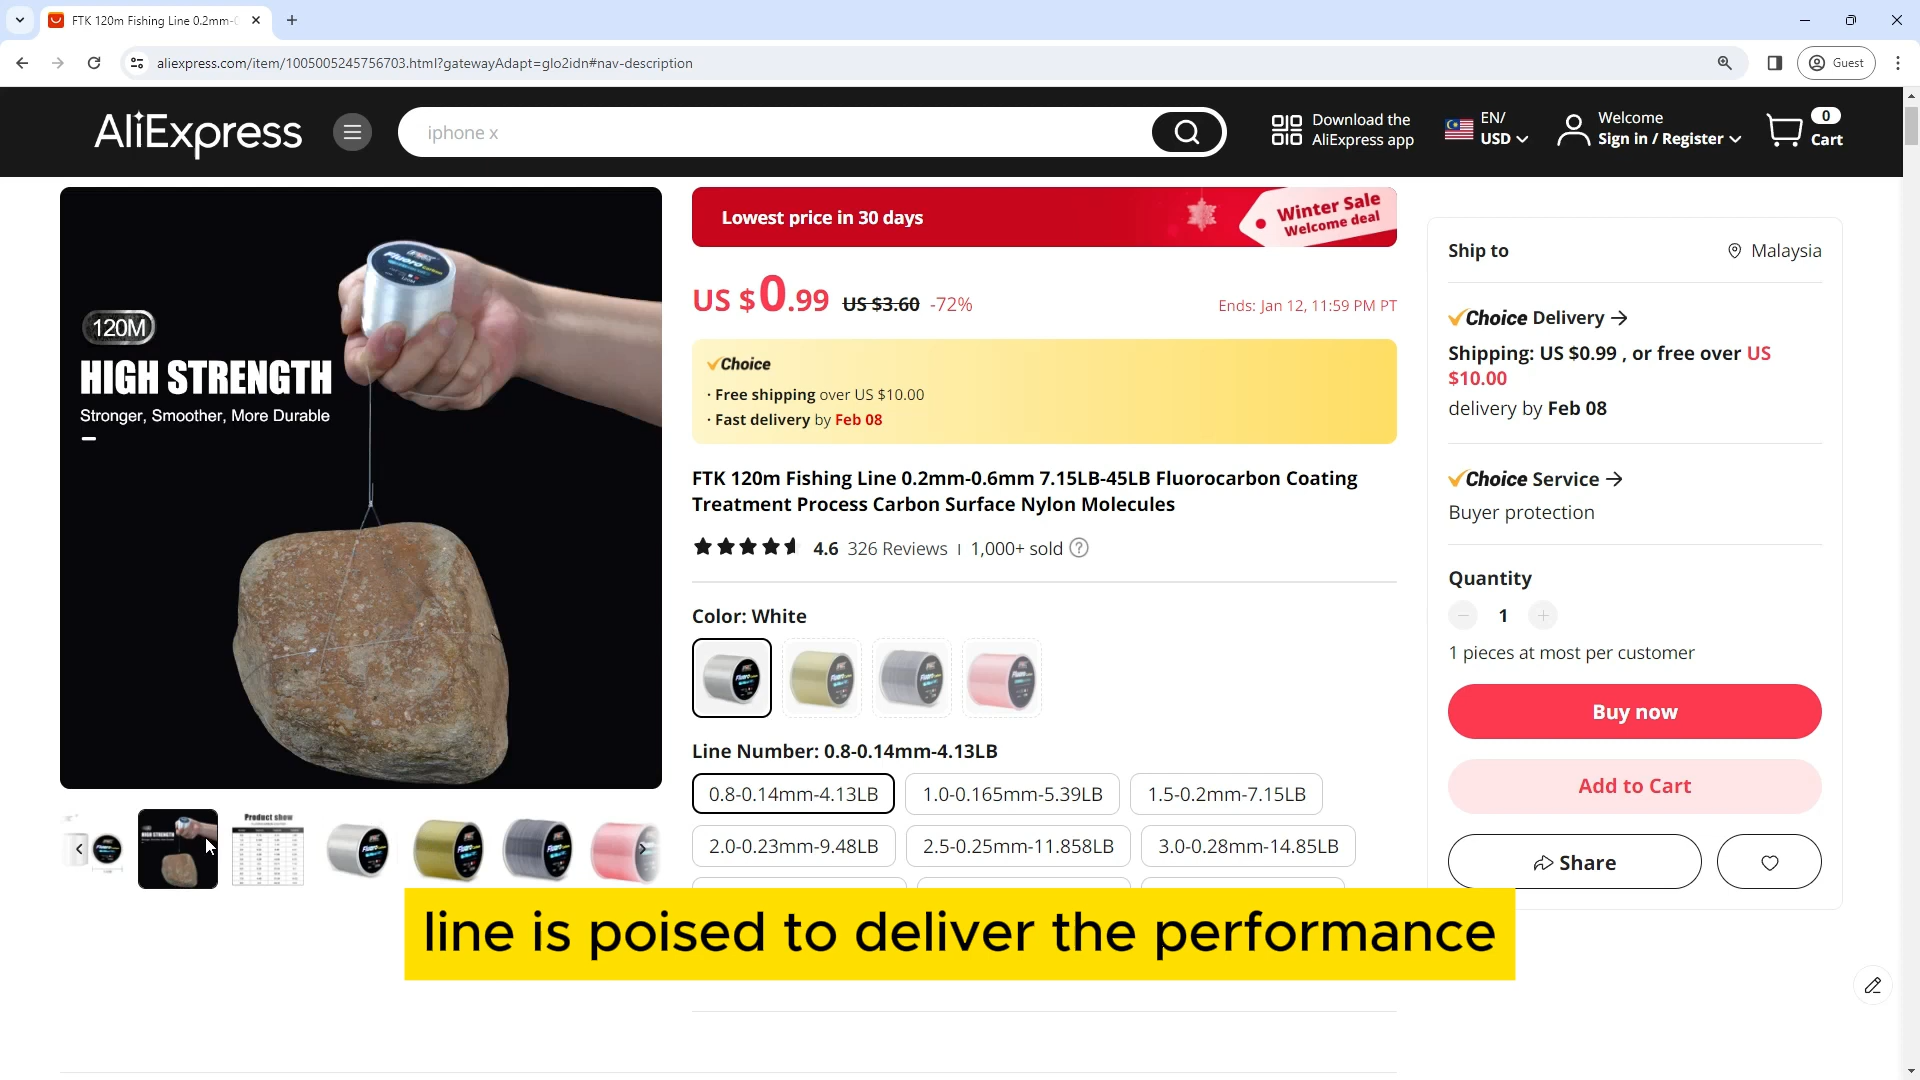 FTK 120m Fishing Line 0.2mm-0
aliexpress.com/item/1005005245756703.html?gatewayAdapt=glo2idn#nav-description
Guest
AliExpress
iphone x
Download the
AliExpress app
EN/
USD
Welcome
Sign in / Register
0
Cart
120M
HIGH STRENGTH
Stronger, Smoother, More Durable
Fluoro
Lowest price in 30 days
Winter Sale
Welcome deal
US $0.99 US $3.60 -72%
Ends: Jan 12, 11:59 PM PT
Choice
· Free shipping over US $10.00
· Fast delivery by Feb 08
FTK 120m Fishing Line 0.2mm-0.6mm 7.15LB-45LB Fluorocarbon Coating
Treatment Process Carbon Surface Nylon Molecules
4.6 326 Reviews | 1,000+ sold ?
Color: White
Line Number: 0.8-0.14mm-4.13LB
0.8-0.14mm-4.13LB 1.0-0.165mm-5.39LB 1.5-0.2mm-7.15LB
2.0-0.23mm-9.48LB 2.5-0.25mm-11.858LB 3.0-0.28mm-14.85LB
Product show
Ship to Malaysia
Choice Delivery →
Shipping: US $0.99 , or free over US
$10.00
delivery by Feb 08
Choice Service →
Buyer protection
Quantity
− 1 +
1 pieces at most per customer
Buy now
Add to Cart
Share
line is poised to deliver the performance